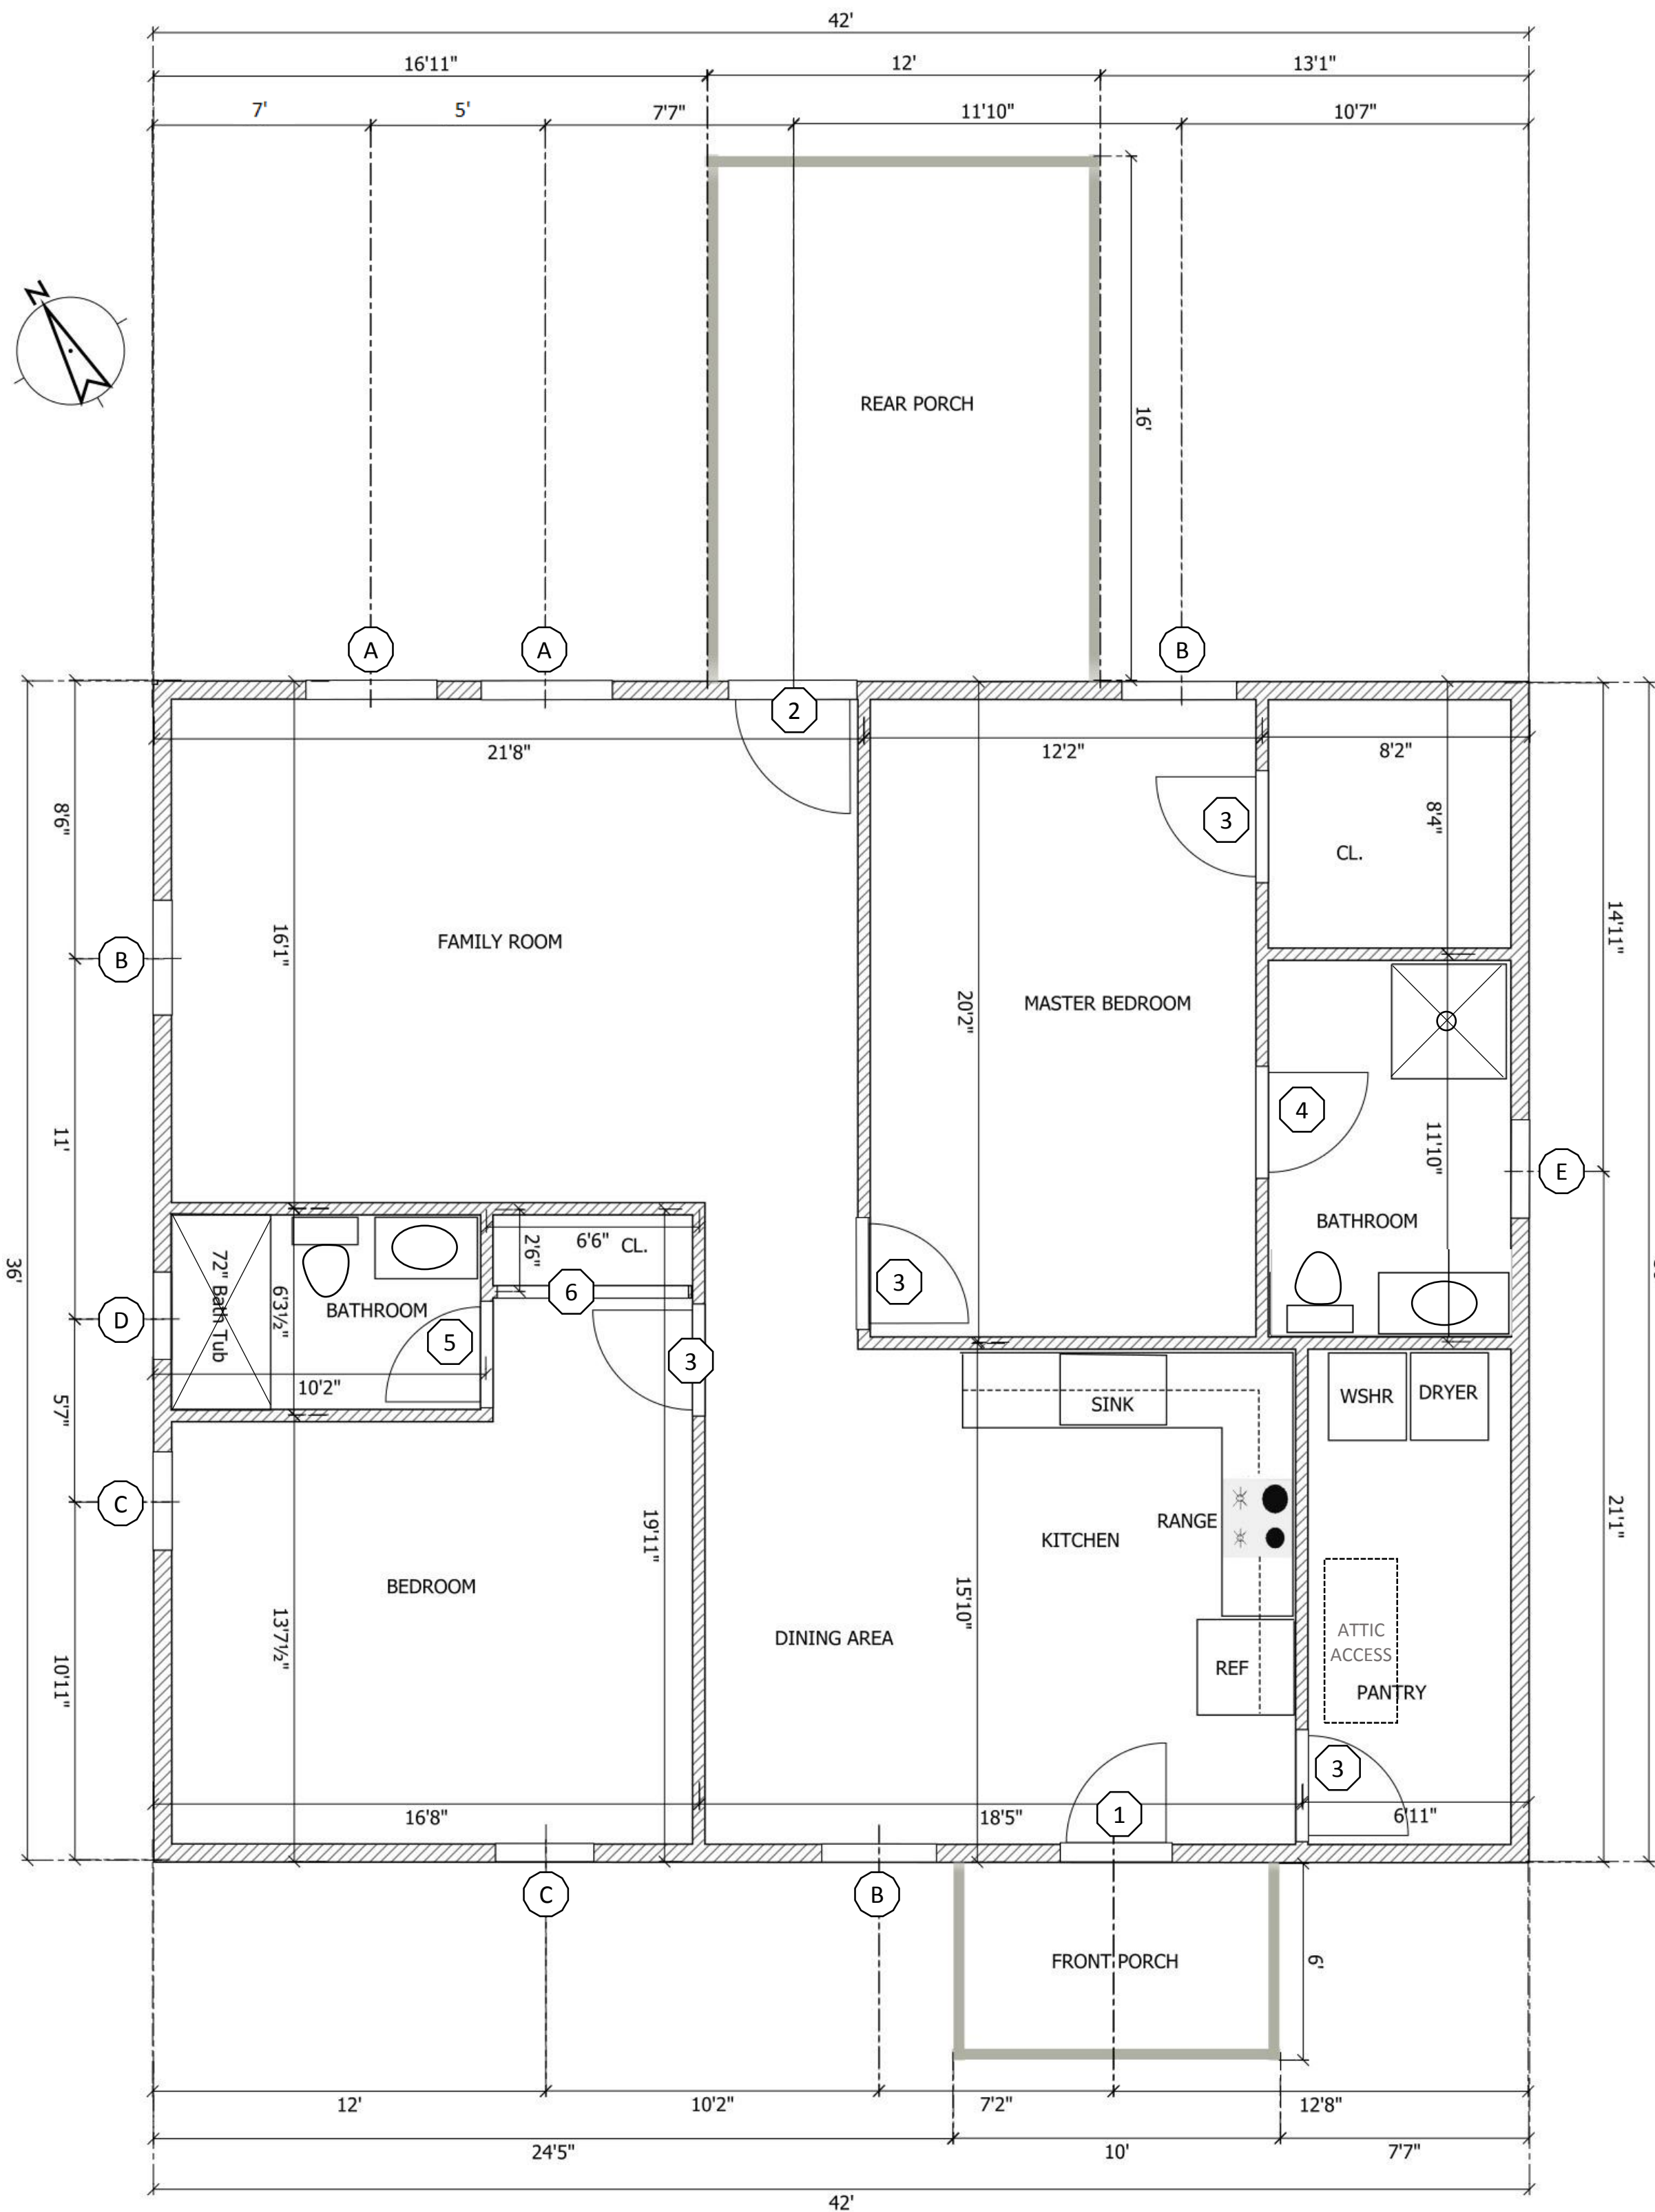 42'
16'11" 12' 13'1"
7' 5' 7'7" 11'10" 10'7"
N
REAR PORCH
16'
A A B
2
21'8" 12'2" 8'2"
3
8'6"
8'4"
CL.
14'11"
FAMILY ROOM
16'1"
B
20'2"
MASTER BEDROOM
4
11'
11'10"
E
BATHROOM
36'
72" Bath Tub
6'3½"
BATHROOM
2'6"
6'6" CL.
6
3
D
5
3
10'2"
5'7"
WSHR DRYER
SINK
C
19'11"
RANGE
KITCHEN
21'1"
BEDROOM
13'7½"
15'10"
DINING AREA
ATTIC
ACCESS
REF
PANTRY
10'11"
3
16'8" 18'5" 6'11"
1
C B
FRONT PORCH
6'
12' 10'2" 7'2" 12'8"
24'5" 10' 7'7"
42'